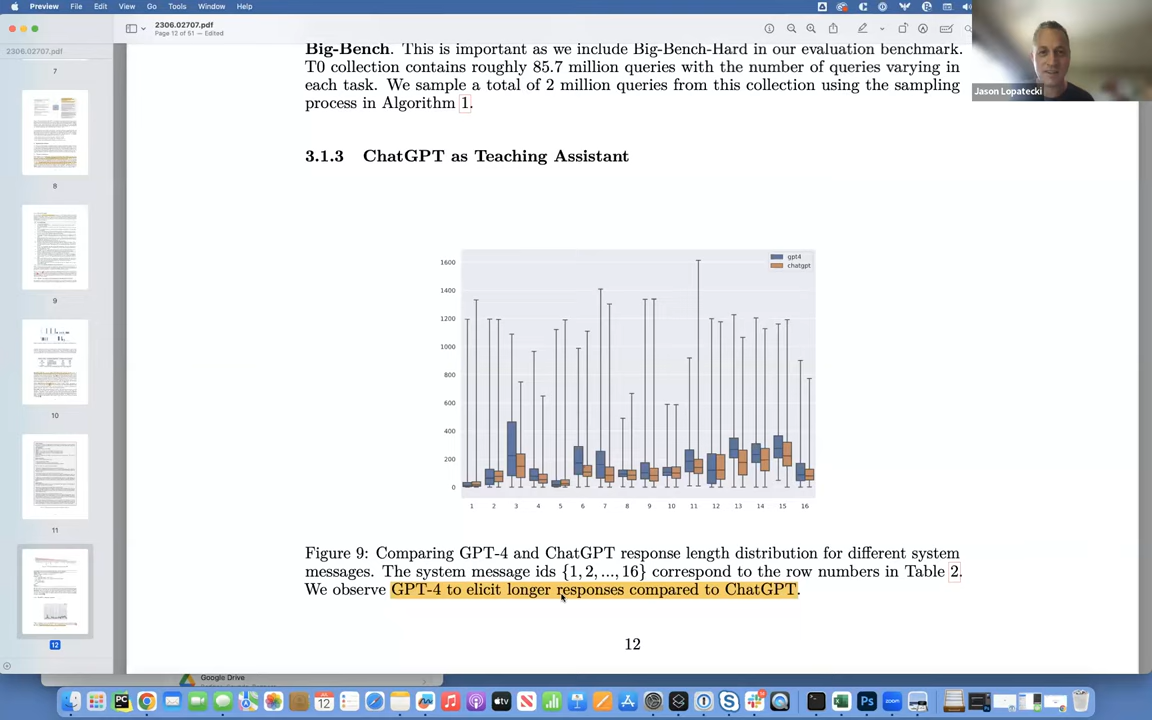 Preview File Edit View Go Tools Window Help
2306.02707.pdf
Page 12 of 51 – Edited
2306.02707.pdf
7
8
9
10
11
12
Big-Bench. This is important as we include Big-Bench-Hard in our evaluation benchmark.
T0 collection contains roughly 85.7 million queries with the number of queries varying in
each task. We sample a total of 2 million queries from this collection using the sampling
process in Algorithm 1.
3.1.3 ChatGPT as Teaching Assistant
gpt4
chatgpt
1600
1400
1200
1000
800
600
400
200
0
1 2 3 4 5 6 7 8 9 10 11 12 13 14 15 16
Figure 9: Comparing GPT-4 and ChatGPT response length distribution for different system
messages. The system message ids {1, 2, ..., 16} correspond to the row numbers in Table 2.
We observe GPT-4 to elicit longer responses compared to ChatGPT.
12
Jason Lopatecki
Google Drive
PC
12
tv
A
X
Ps
zoom